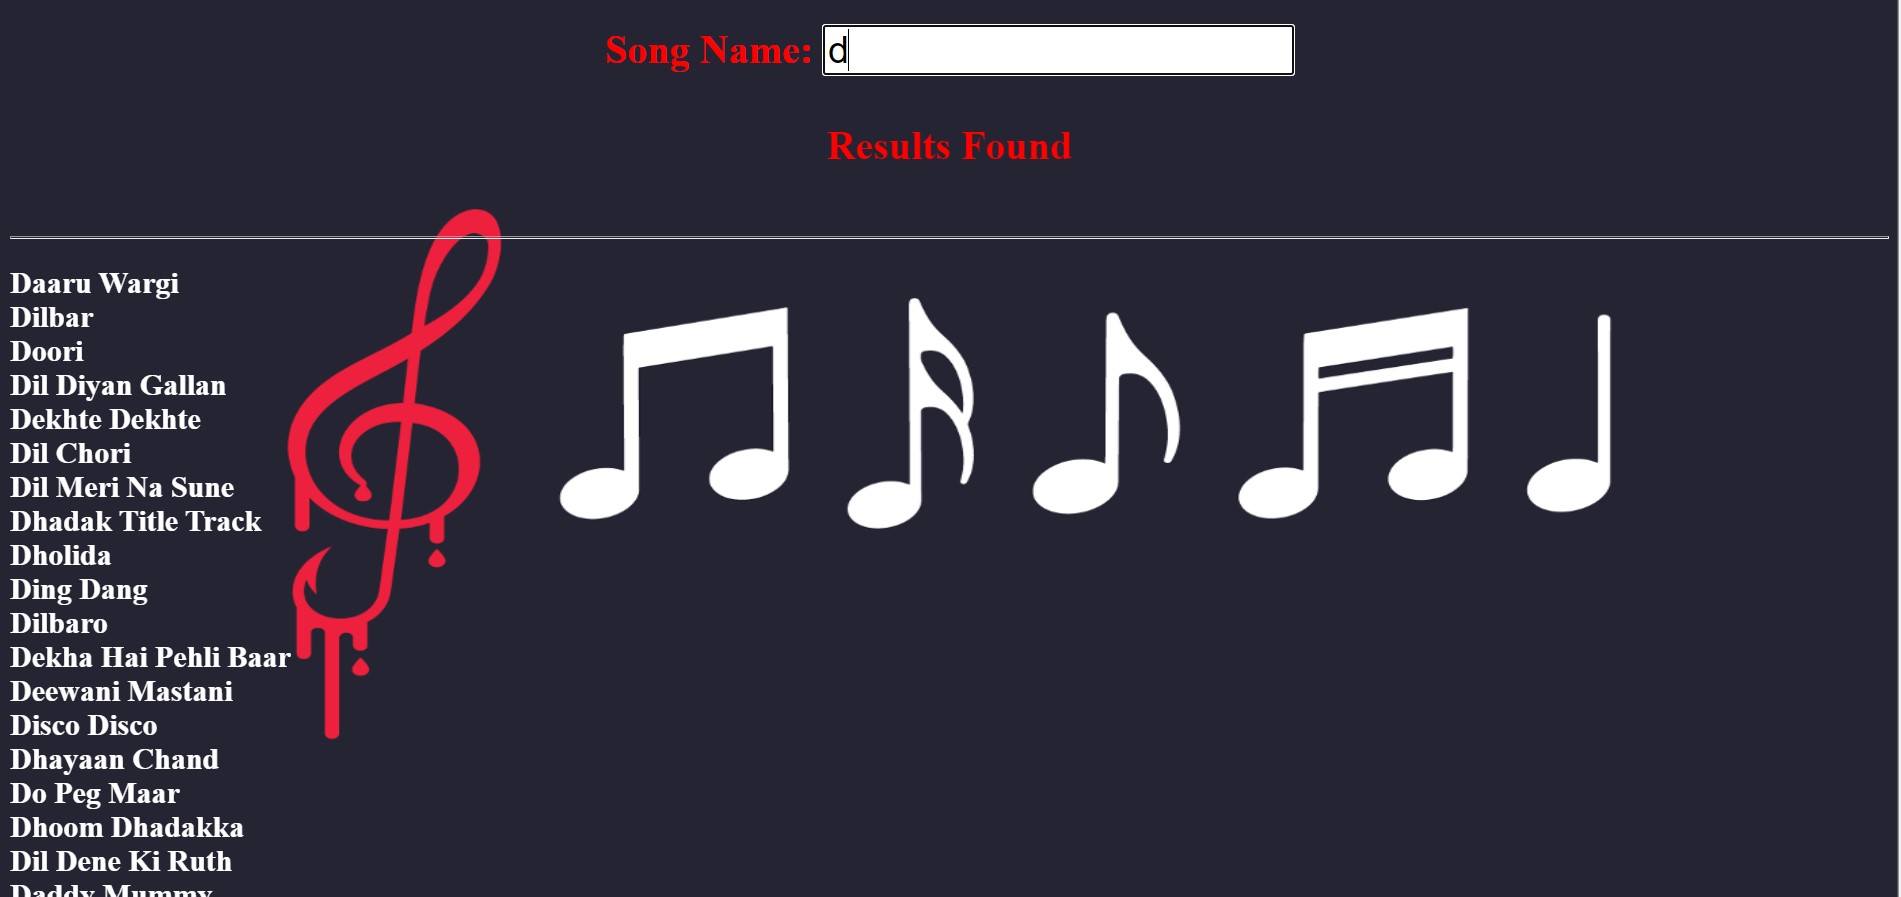 Song Name: d
Results Found
Daaru Wargi
Dilbar
Doori
Dil Diyan Gallan
Dekhte Dekhte
Dil Chori
Dil Meri Na Sune
Dhadak Title Track
Dholida
Ding Dang
Dilbaro
Dekha Hai Pehli Baar
Deewani Mastani
Disco Disco
Dhayaan Chand
Do Peg Maar
Dhoom Dhadakka
Dil Dene Ki Ruth
Daddy Mummy